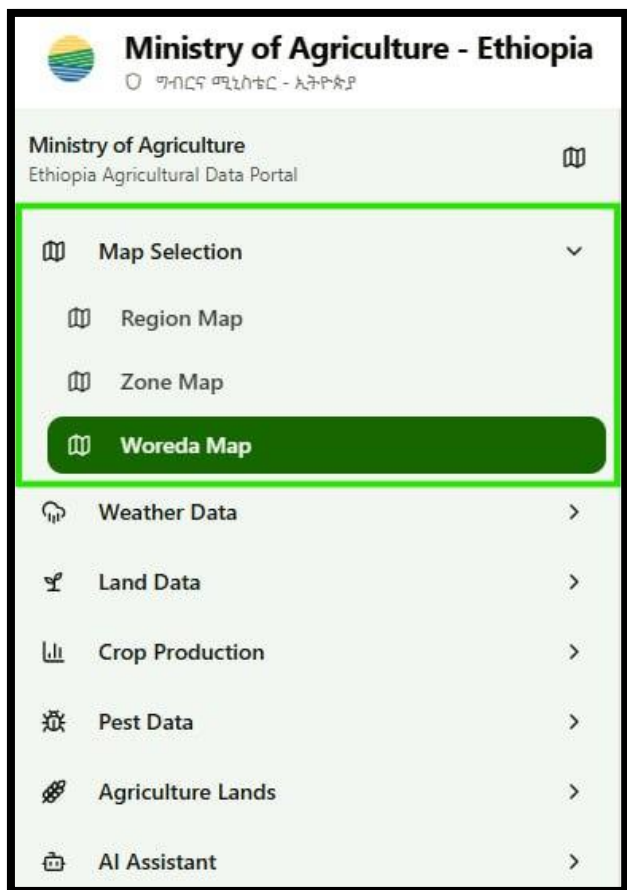 Ministry of Agriculture - Ethiopia
ግብርና ሚኒስቴር - ኢትዮጵያ
Ministry of Agriculture
Ethiopia Agricultural Data Portal
Map Selection
Region Map
Zone Map
Woreda Map
Weather Data
Land Data
Crop Production
Pest Data
Agriculture Lands
AI Assistant